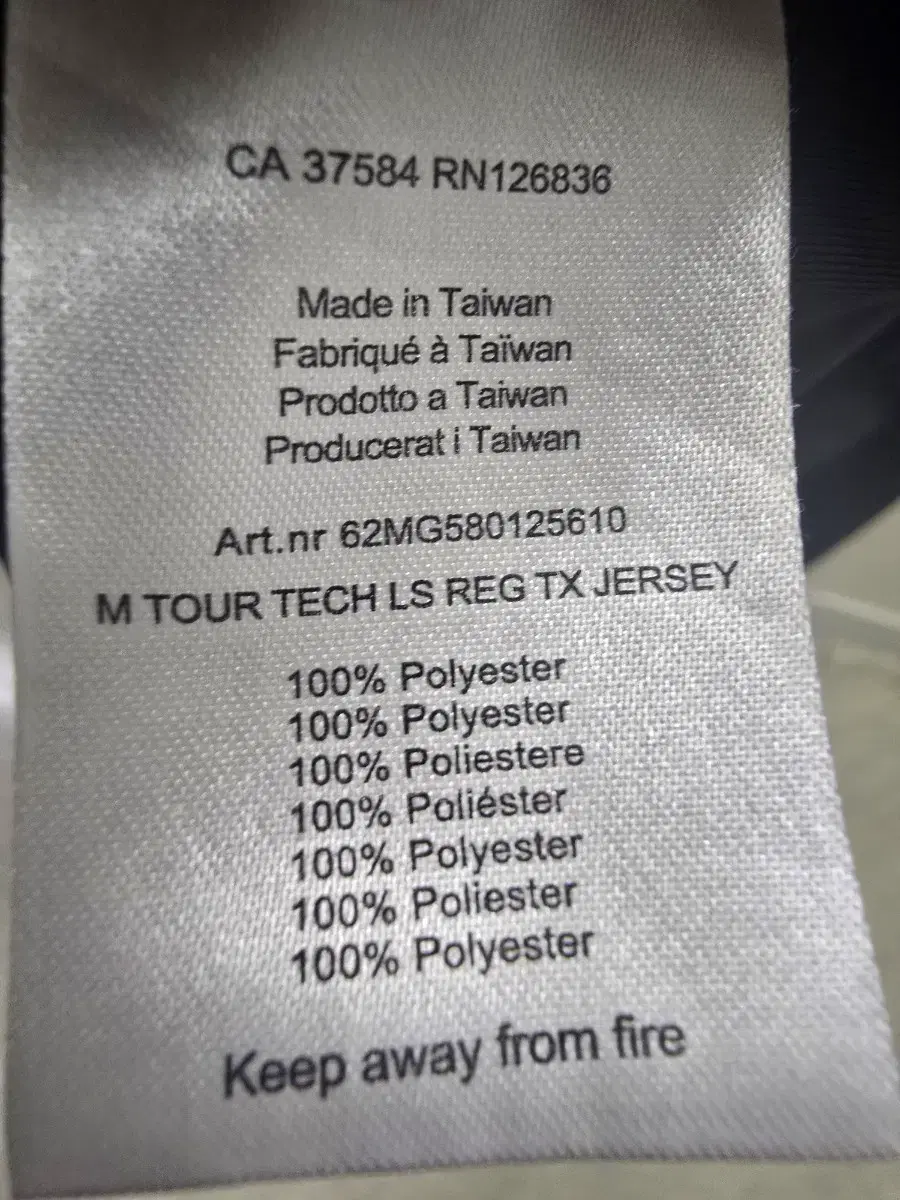 CA 37584 RN126836
Made in Taiwan
Fabriqué à Taïwan
Prodotto a Taiwan
Producerat i Taiwan
Art.nr 62MG580125610
M TOUR TECH LS REG TX JERSEY
100% Polyester
100% Polyester
100% Poliestere
100% Poliéster
100% Polyester
100% Poliester
100% Polyester
Keep away from fire